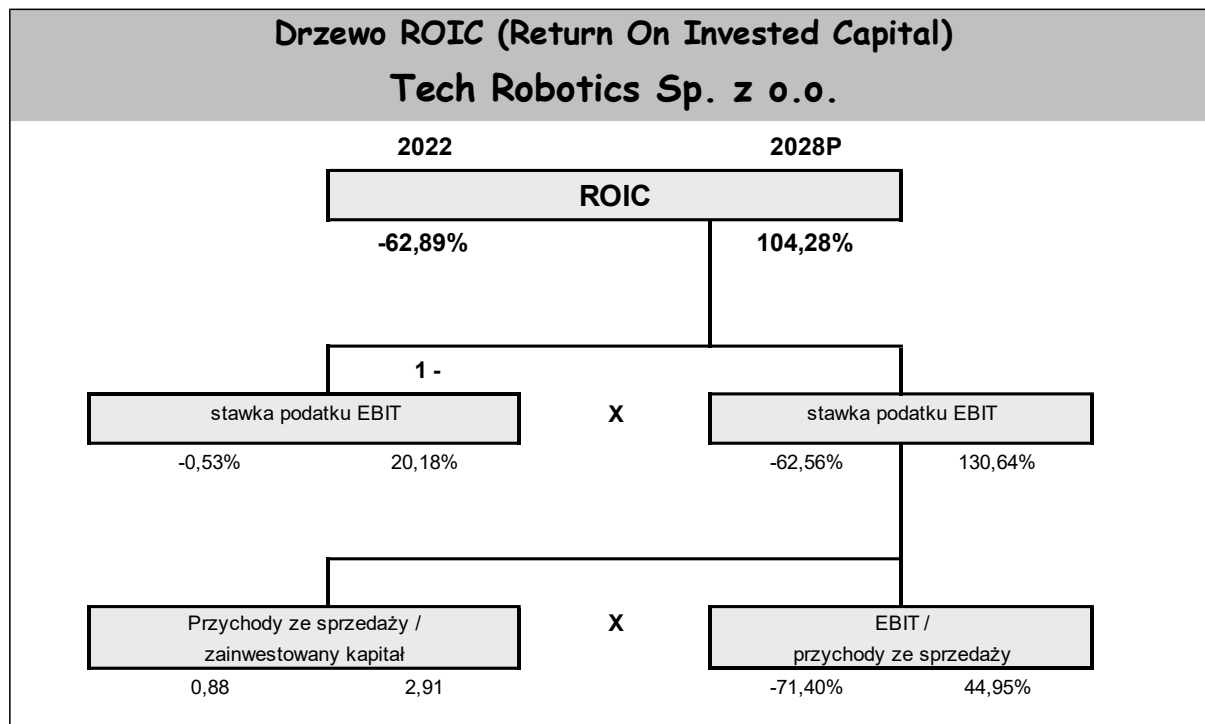 Drzewo ROIC (Return On Invested Capital)
Tech Robotics Sp. z o.o.
2022 2028P
ROIC
-62,89% 104,28%
1 -
stawka podatku EBIT X stawka podatku EBIT
-0,53% 20,18% -62,56% 130,64%
Przychody ze sprzedaży / X EBIT /
zainwestowany kapitał przychody ze sprzedaży
0,88 2,91 -71,40% 44,95%